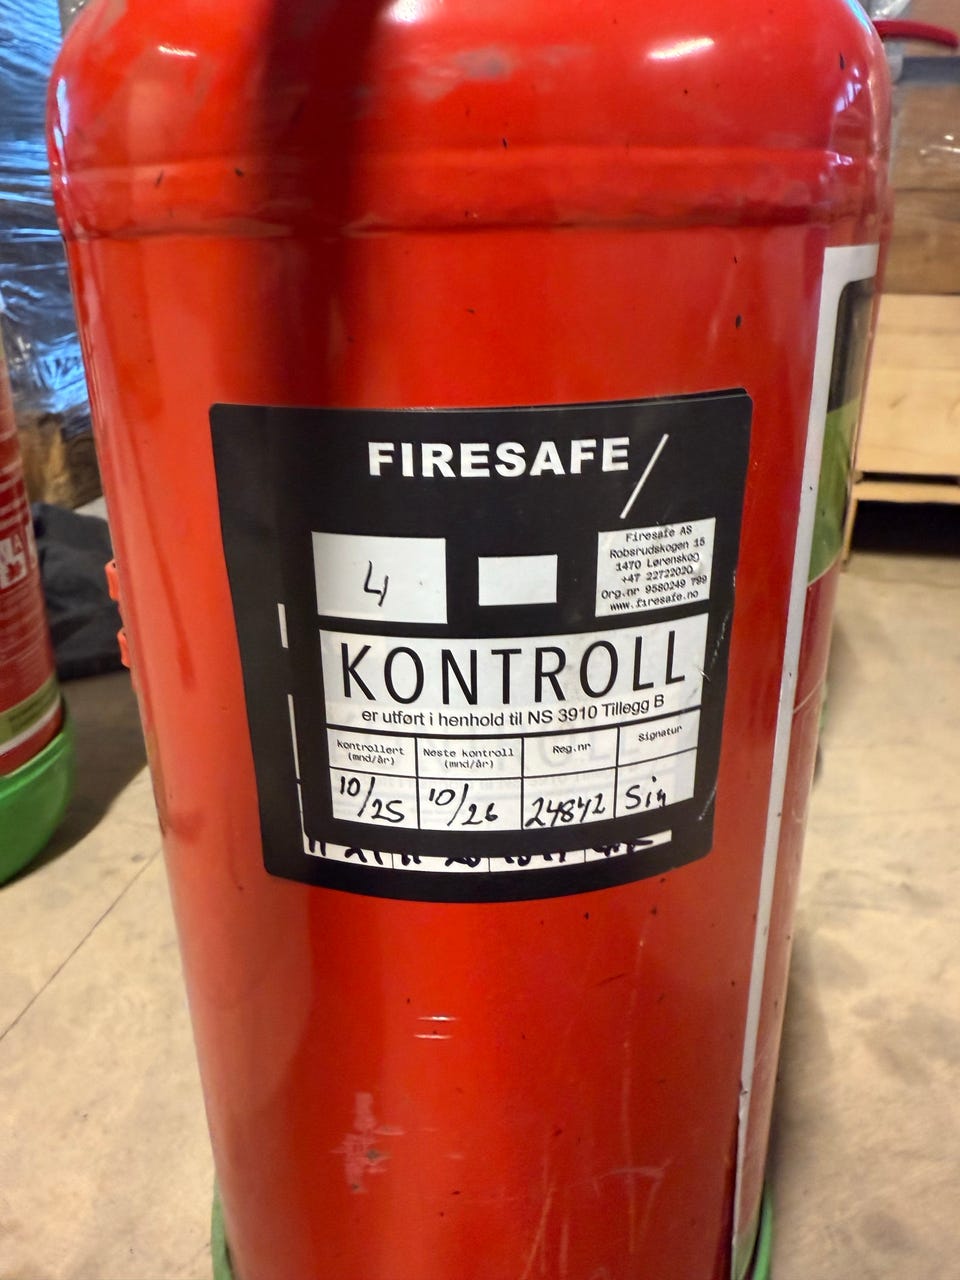 FIRESAFE
4
Firesafe AS
Robsrudskogen 15
1470 Lørenskog
+47 22722020
Org.nr 9580249 799
www.firesafe.no
KONTROLL
er utført i henhold til NS 3910 Tillegg B
Kontrollert (mnd/år) Neste kontroll (mnd/år) Reg.nr Signatur
10/25 10/26 24842 Sin